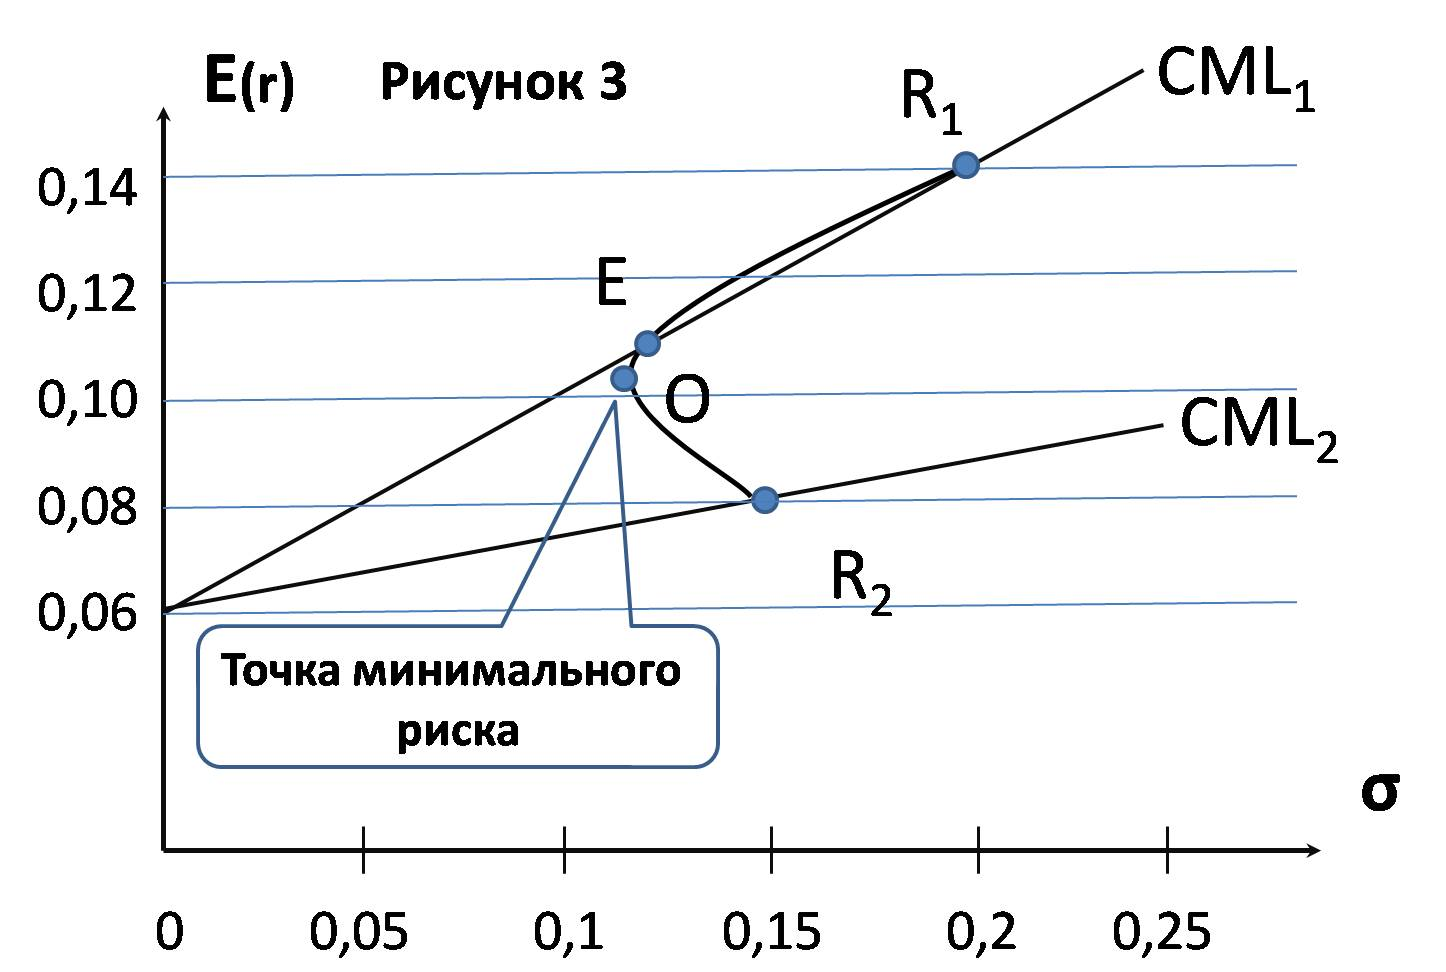 E(r) Рисунок 3
CML₁
R₁
0,14
0,12
E
0,10
O
CML₂
0,08
R₂
0,06
Точка минимального
риска
σ
0 0,05 0,1 0,15 0,2 0,25